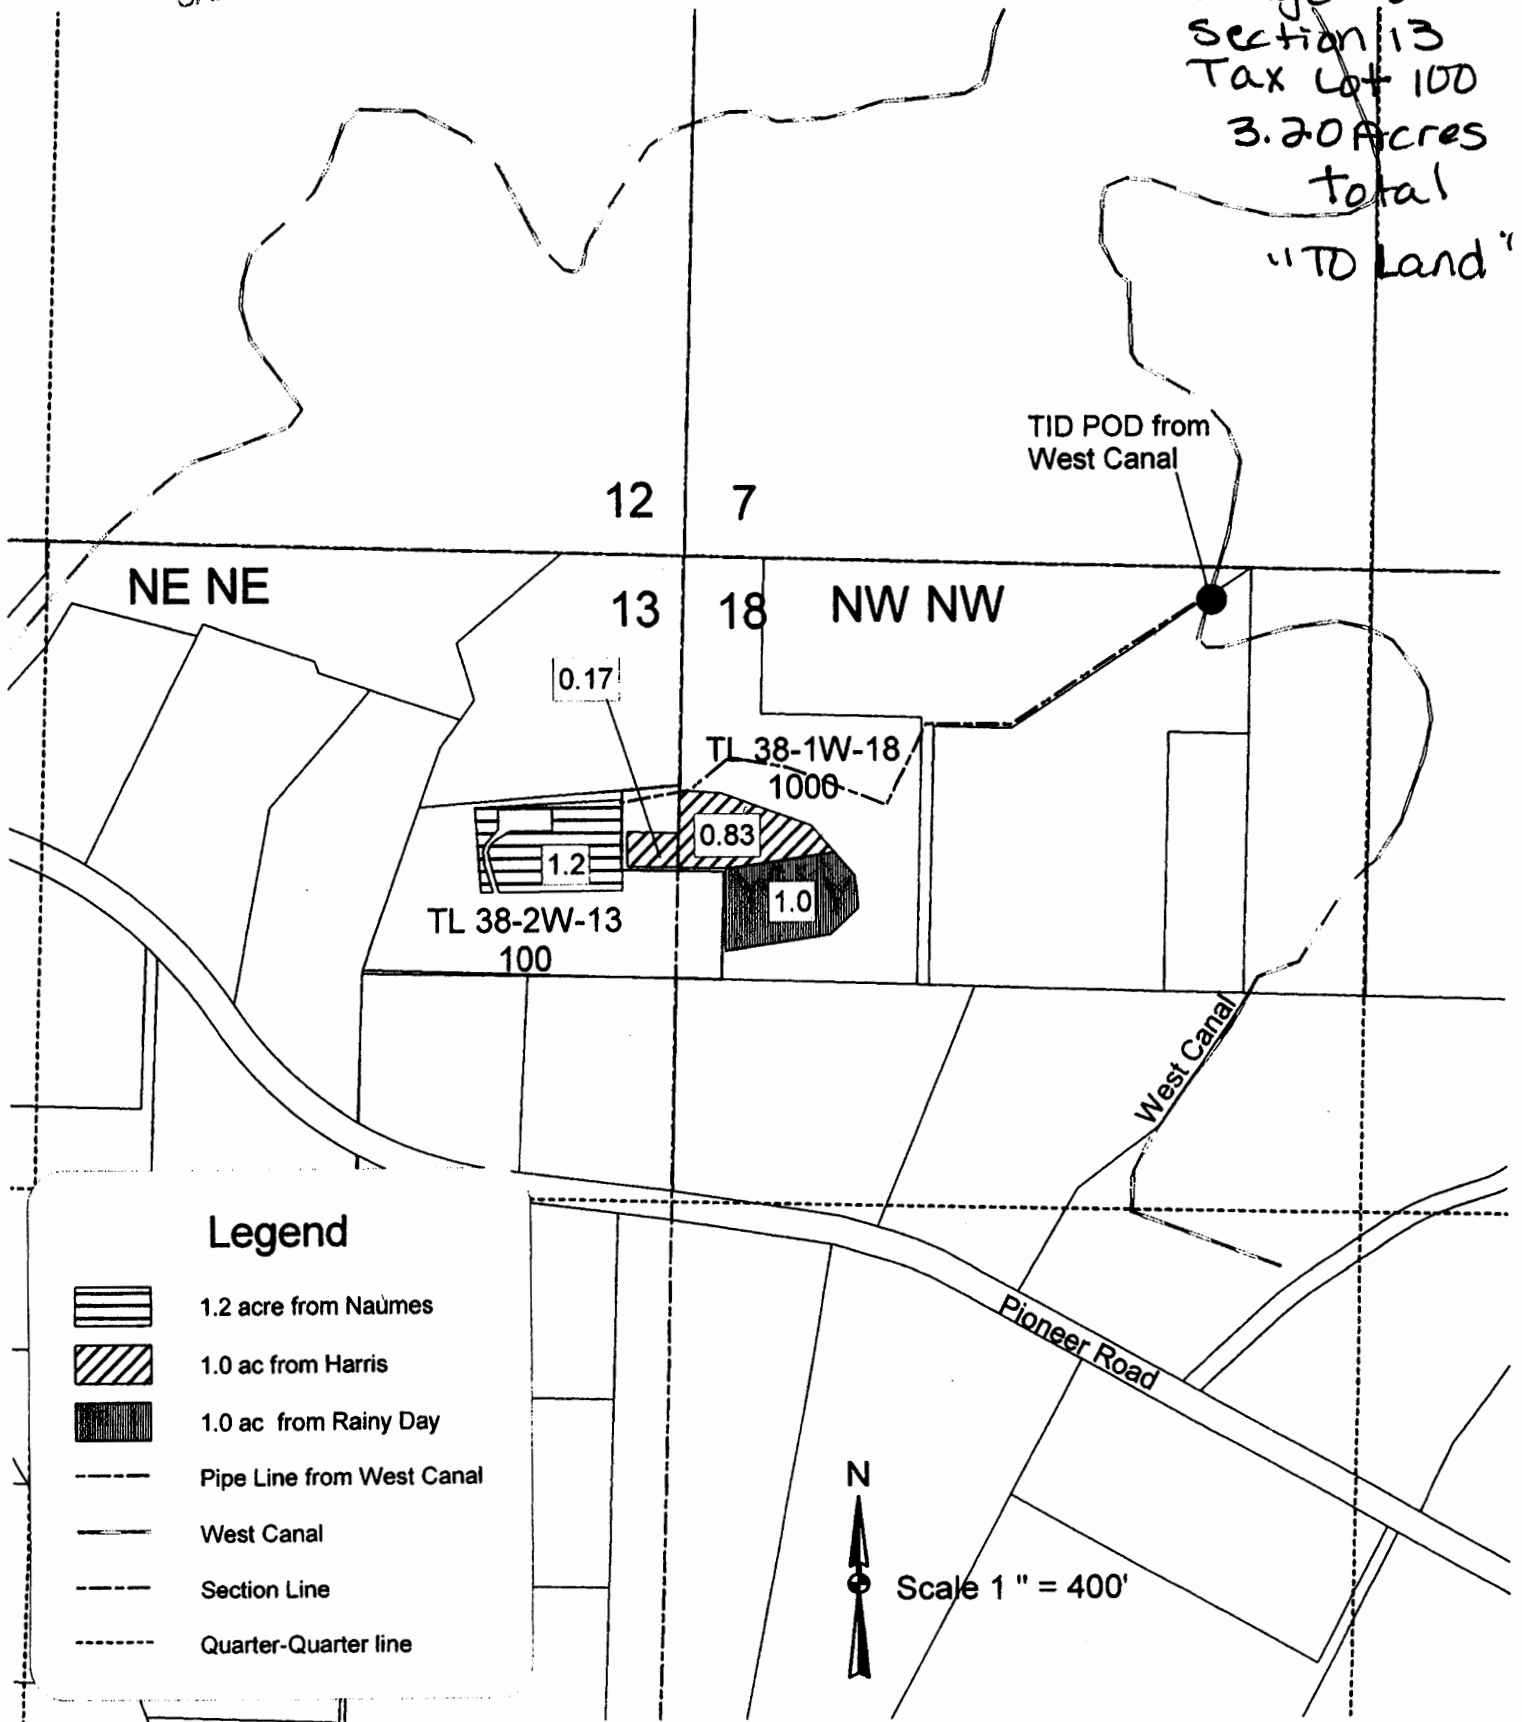 Section 13
Tax Lot 100
3.20 Acres
total
"TO Land"
TID POD from
West Canal
12
7
NE NE
13
18
NW NW
0.17
TL 38-1W-18
1000
0.83
1.2
1.0
TL 38-2W-13
100
West Canal
Legend
1.2 acre from Naumes
1.0 ac from Harris
1.0 ac from Rainy Day
Pipe Line from West Canal
West Canal
Section Line
Quarter-Quarter line
Pioneer Road
N
Scale 1 " = 400'